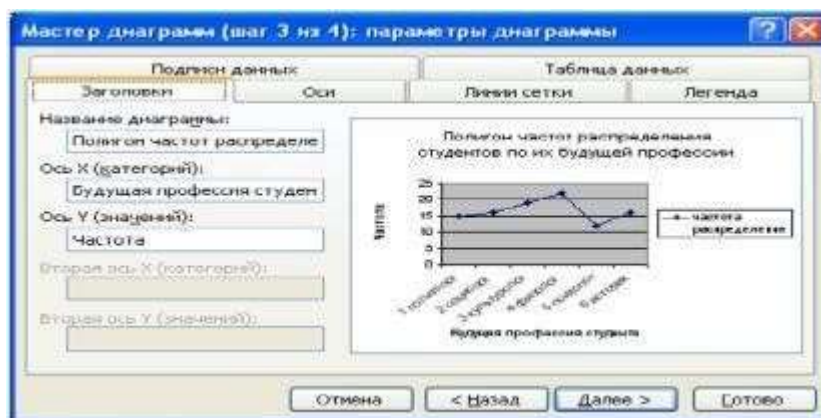 Мастер диаграмм (шаг 3 из 4): параметры диаграммы
Подписи данных
Таблица данных
Заголовки
Оси
Линии сетки
Легенда
Название диаграммы:
Полигон частот распределе
Ось X (категорий):
Будущая профессия студен
Ось Y (значений):
Частота
Вторая ось X (категорий):
Вторая ось Y (значений):
Полигон частот распределения
студентов по их будущей профессии
25
20
15
10
5
0
Частота
Будущая профессия студента
частота
распределения
Отмена
< Назад
Далее >
Готово